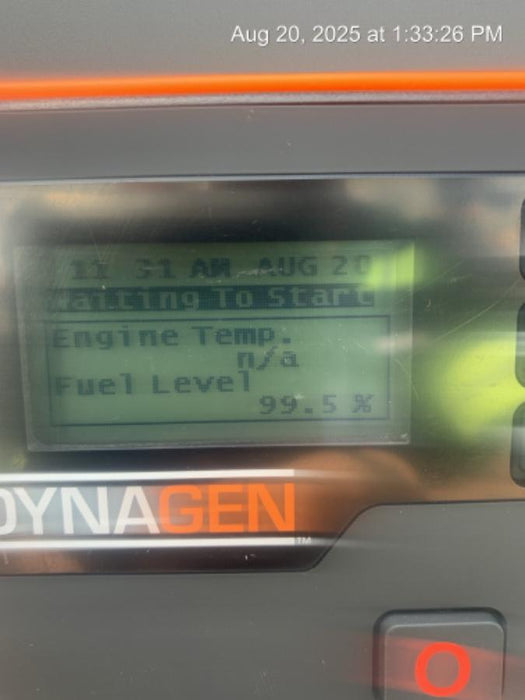 Aug 20, 2025 at 1:33:26 PM
11 31 AM AUG 20
Waiting To Start
Engine Temp.
n/a
Fuel Level
99.5 %
DYNAGEN
TM
O